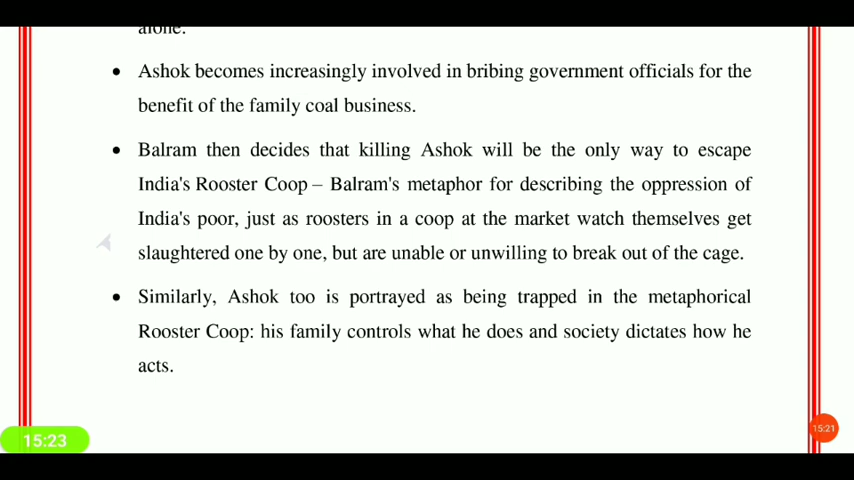 alone.
• Ashok becomes increasingly involved in bribing government officials for the
benefit of the family coal business.
• Balram then decides that killing Ashok will be the only way to escape
India's Rooster Coop – Balram's metaphor for describing the oppression of
India's poor, just as roosters in a coop at the market watch themselves get
slaughtered one by one, but are unable or unwilling to break out of the cage.
• Similarly, Ashok too is portrayed as being trapped in the metaphorical
Rooster Coop: his family controls what he does and society dictates how he
acts.
15:23
15:21